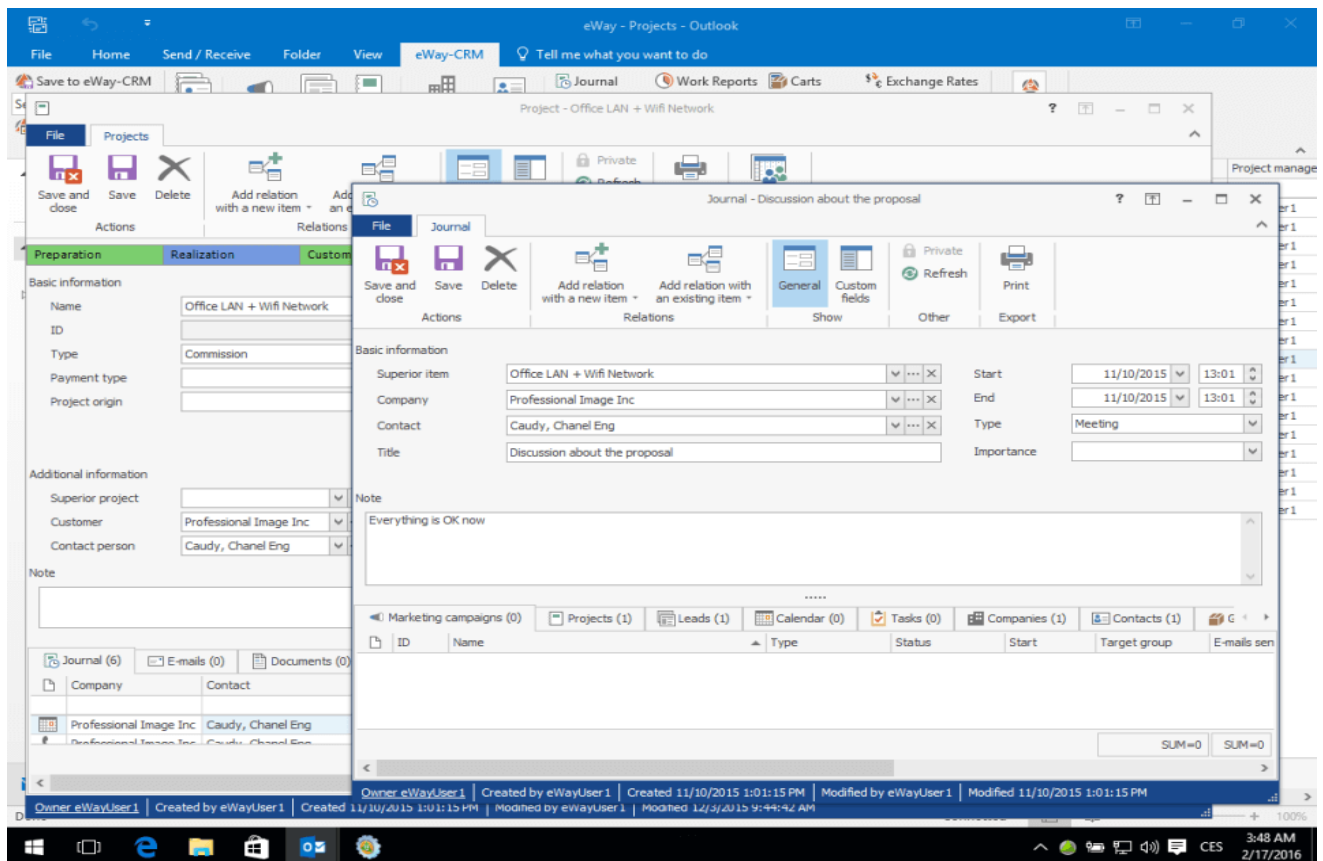 eWay - Projects - Outlook
File Home Send / Receive Folder View eWay-CRM Tell me what you want to do
Save to eWay-CRM Journal Work Reports Carts Exchange Rates
Project - Office LAN + Wifi Network ?
File Projects
Private
Refresh
Save and close Save Delete Add relation with a new item
Actions Relations
Project manage
Preparation Realization Custom
Basic information
Name Office LAN + Wifi Network
ID
Type Commission
Payment type
Project origin
Additional information
Superior project
Customer Professional Image Inc
Contact person Caudy, Chanel Eng
Note
Journal (6) E-mails (0) Documents (0)
Company Contact
Professional Image Inc Caudy, Chanel Eng
Professional Image Inc Caudy, Chanel Eng
Owner eWayUser1 Created by eWayUser1 Created 11/10/2015 1:01:15 PM Modified by eWayUser1 Modified 12/3/2015 9:44:42 AM
Journal - Discussion about the proposal ?
File Journal
Save and close Save Delete Add relation with a new item Add relation with an existing item General Custom fields Private Refresh Print
Actions Relations Show Other Export
Basic information
Superior item Office LAN + Wifi Network Start 11/10/2015 13:01
Company Professional Image Inc End 11/10/2015 13:01
Contact Caudy, Chanel Eng Type Meeting
Title Discussion about the proposal Importance
Note
Everything is OK now
Marketing campaigns (0) Projects (1) Leads (1) Calendar (0) Tasks (0) Companies (1) Contacts (1)
ID Name Type Status Start Target group E-mails sen
SUM=0 SUM=0
Owner eWayUser1 Created by eWayUser1 Created 11/10/2015 1:01:15 PM Modified by eWayUser1 Modified 11/10/2015 1:01:15 PM
100%
CES 3:48 AM
2/17/2016